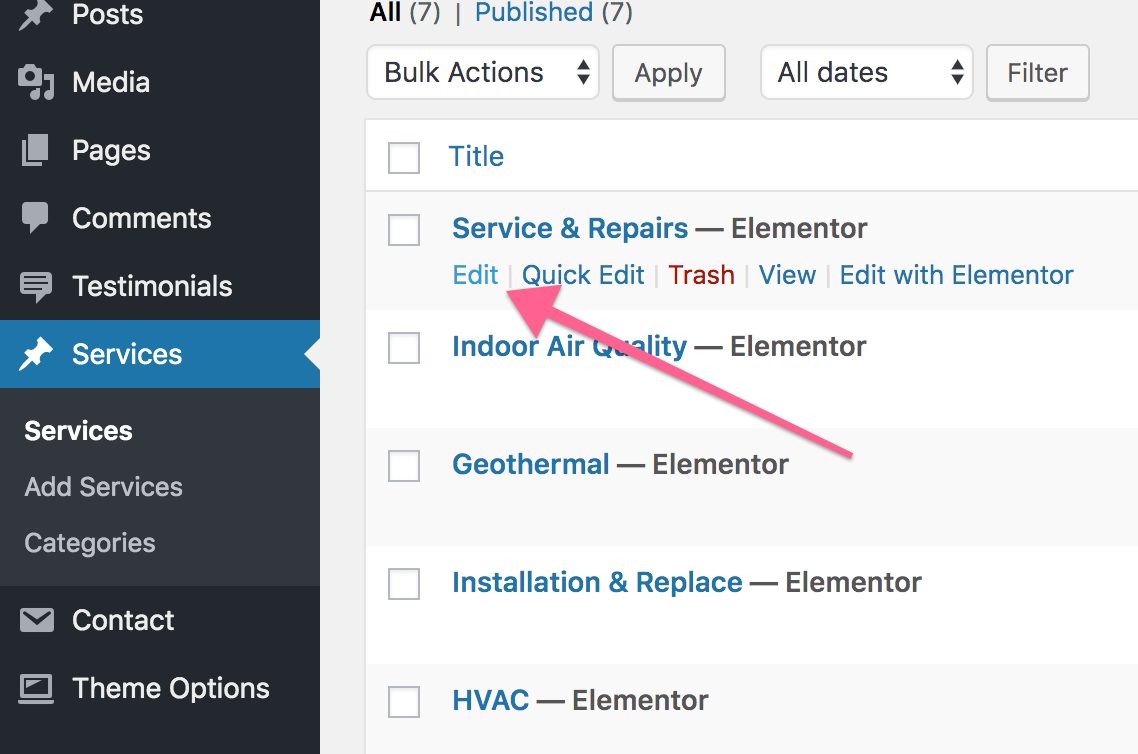 Posts
Media
Pages
Comments
Testimonials
Services
Services
Add Services
Categories
Contact
Theme Options
All (7) | Published (7)
Bulk Actions Apply All dates Filter
Title
Service & Repairs — Elementor
Edit | Quick Edit | Trash | View | Edit with Elementor
Indoor Air Quality — Elementor
Geothermal — Elementor
Installation & Replace — Elementor
HVAC — Elementor